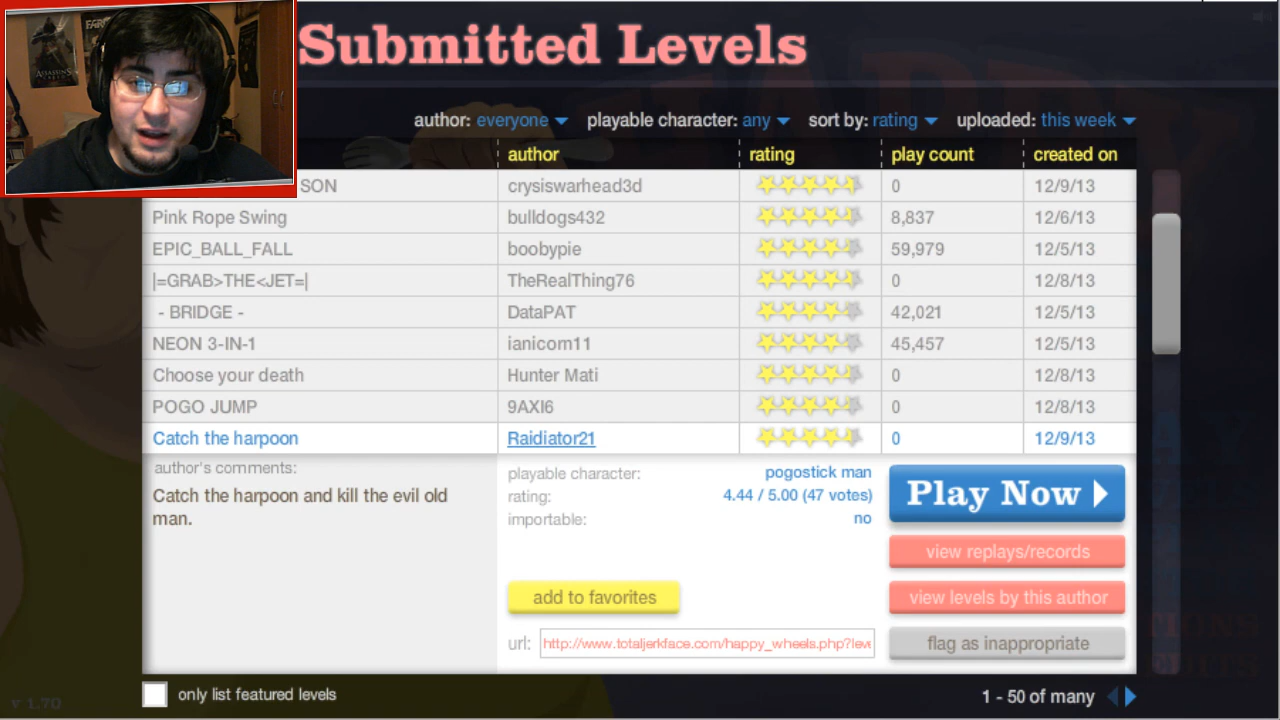 Submitted Levels
author: everyone playable character: any sort by: rating uploaded: this week
author rating play count created on
SON crysiswarhead3d 0 12/9/13
Pink Rope Swing bulldogs432 8,837 12/6/13
EPIC_BALL_FALL boobypie 59,979 12/5/13
|=GRAB>THE<JET=| TheRealThing76 0 12/8/13
- BRIDGE - DataPAT 42,021 12/5/13
NEON 3-IN-1 ianicom11 45,457 12/5/13
Choose your death Hunter Mati 0 12/8/13
POGO JUMP 9AXI6 0 12/8/13
Catch the harpoon Raidiator21 0 12/9/13
author's comments:
Catch the harpoon and kill the evil old
man.
playable character: pogostick man
rating: 4.44 / 5.00 (47 votes)
importable: no
Play Now
view replays/records
add to favorites
view levels by this author
url: http://www.totaljerkface.com/happy_wheels.php?leve
flag as inappropriate
only list featured levels
1 - 50 of many
v 1.70